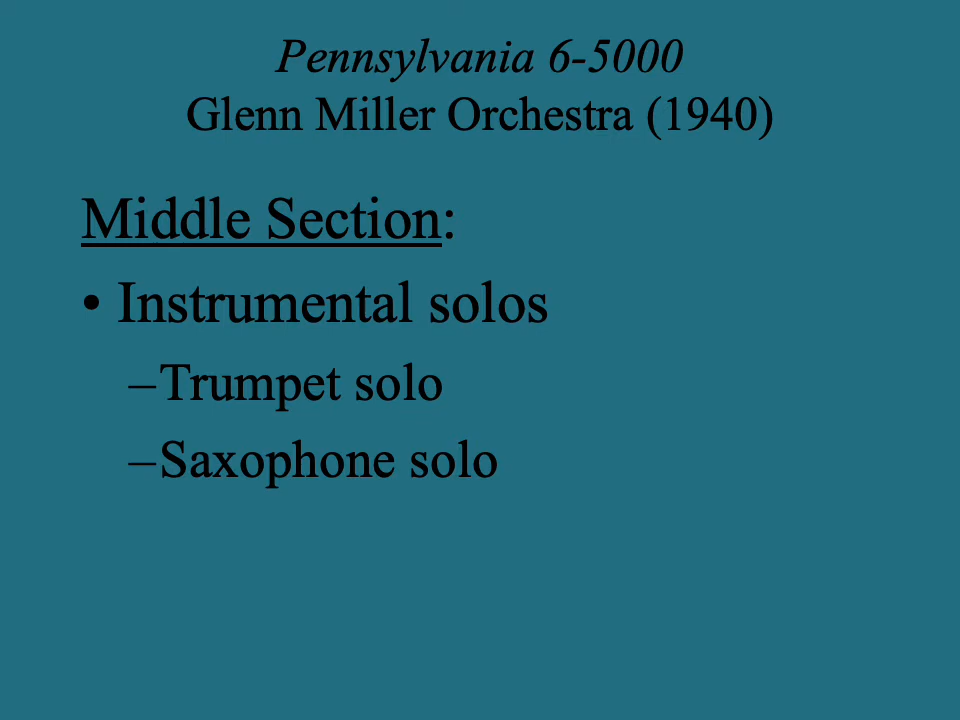 Pennsylvania 6-5000
Glenn Miller Orchestra (1940)
Middle Section:
• Instrumental solos
–Trumpet solo
–Saxophone solo